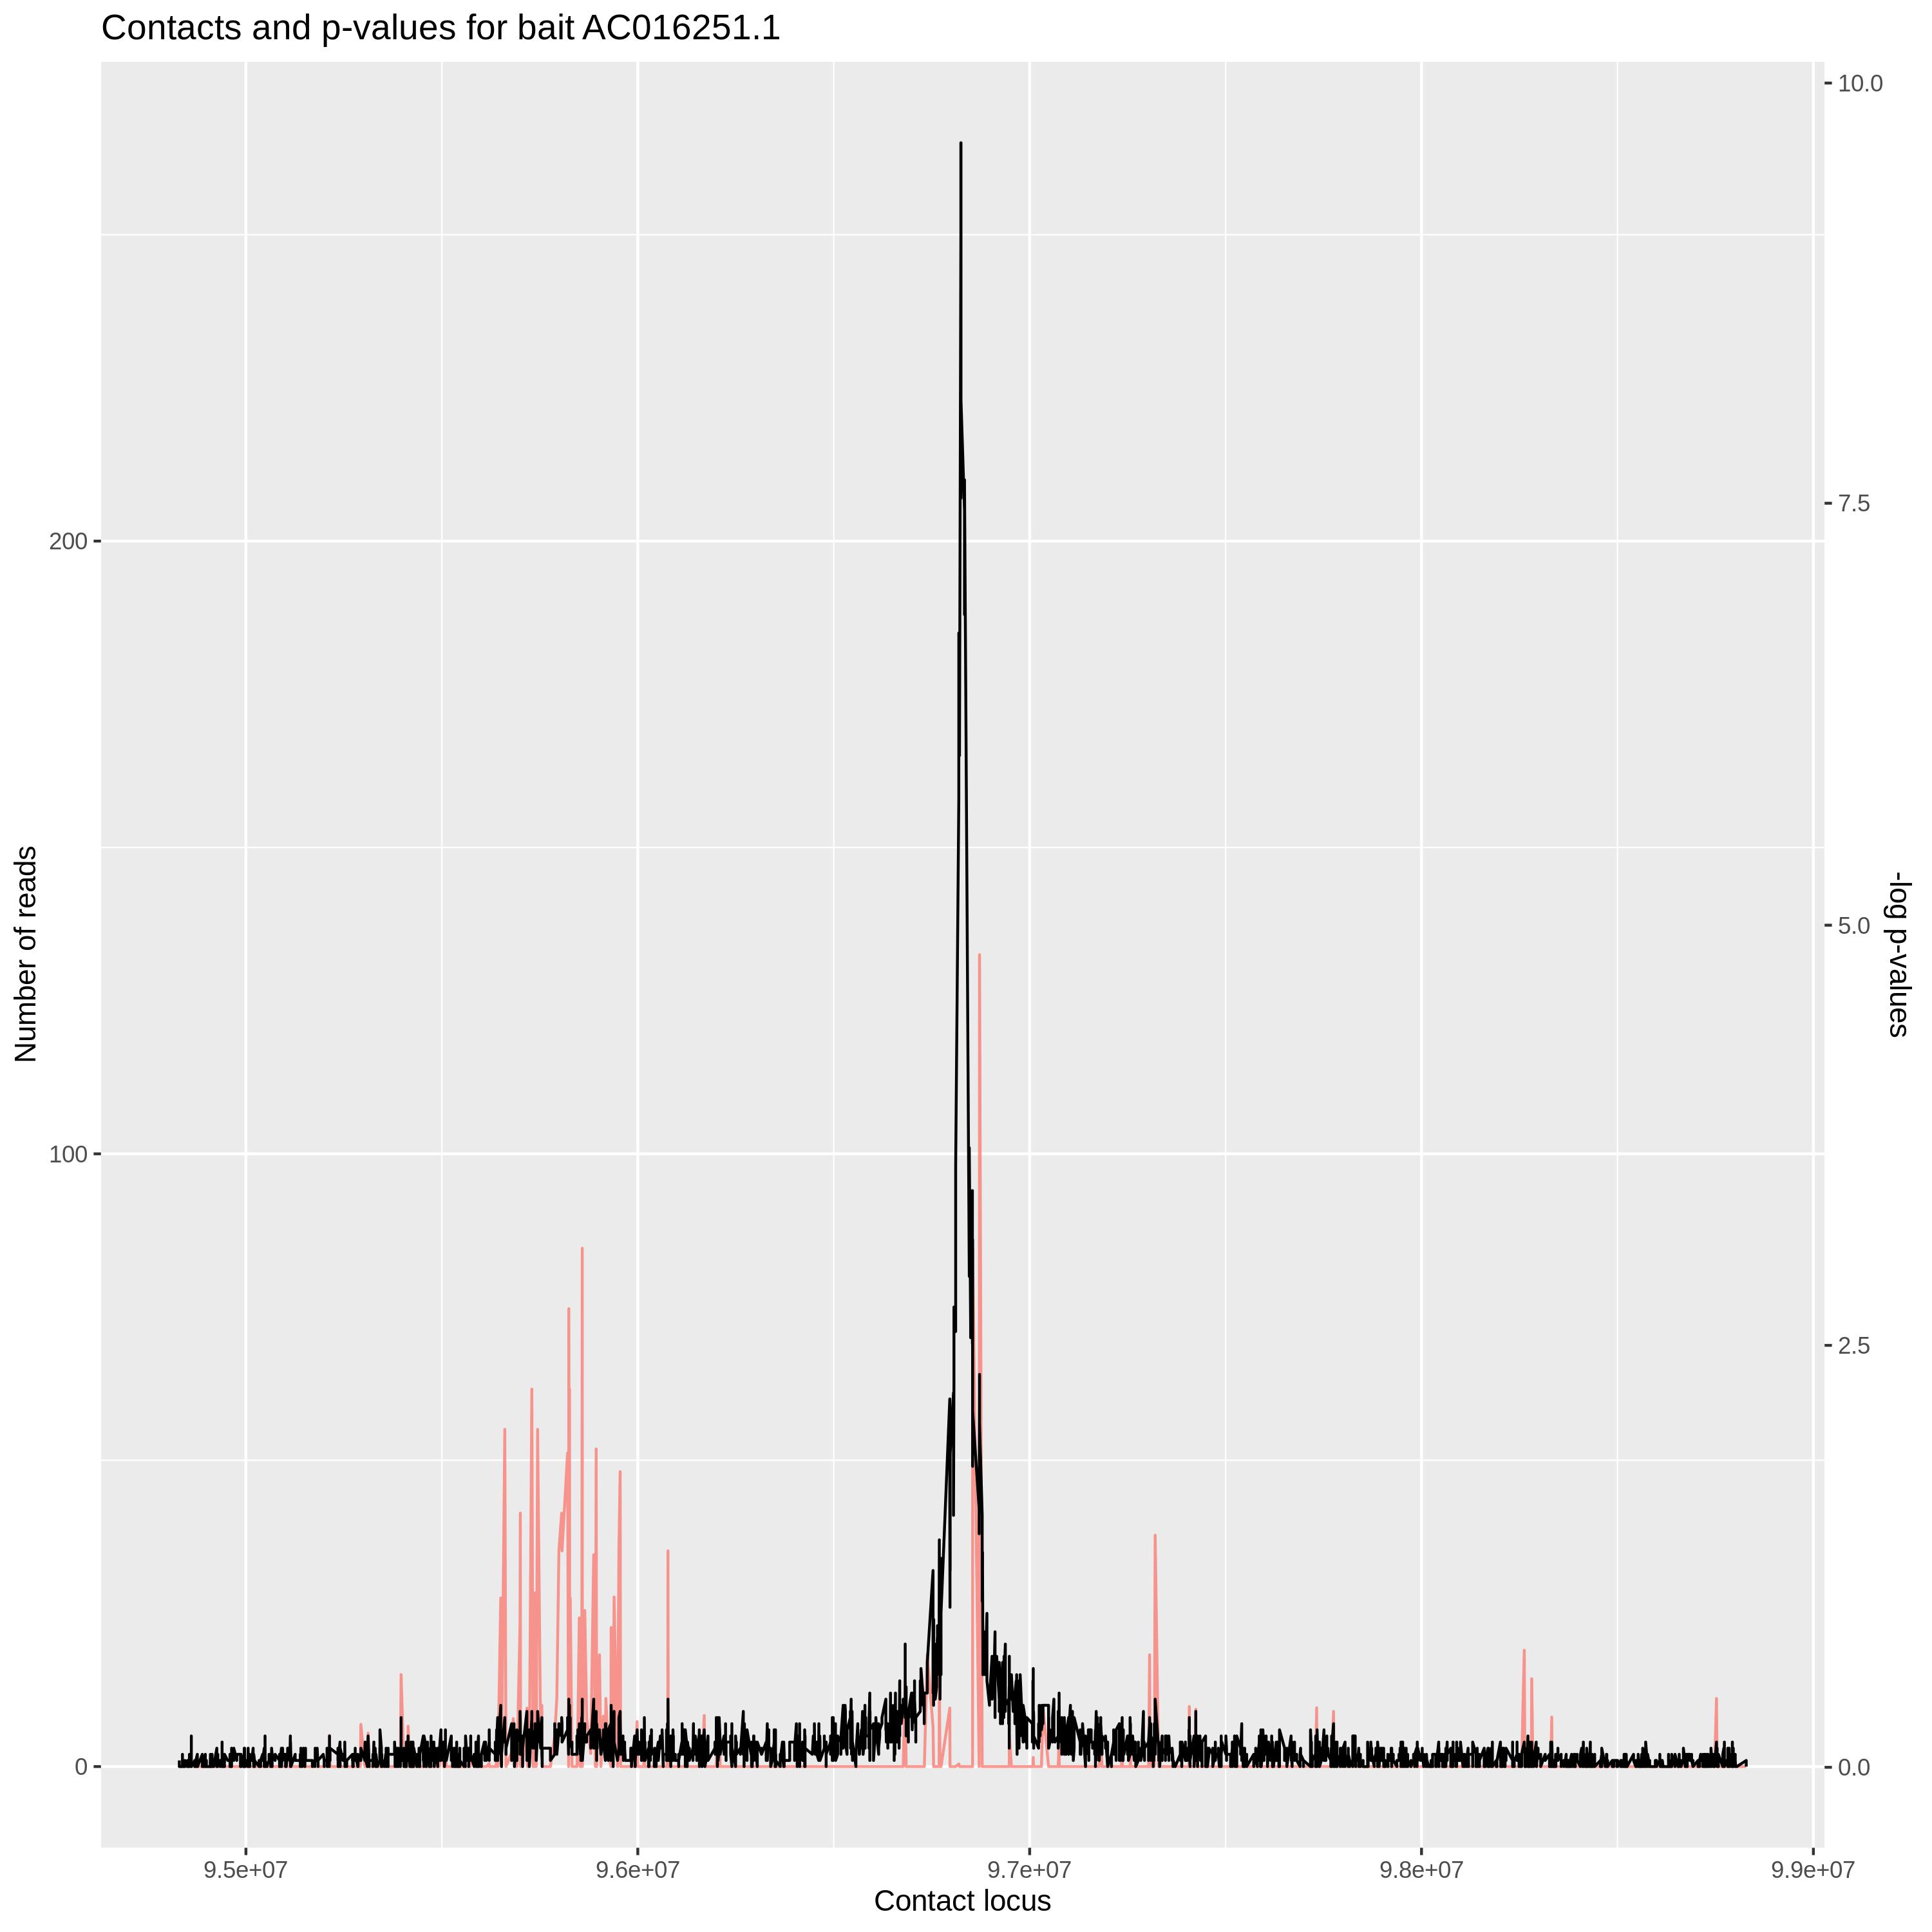 Contacts and p-values for bait AC016251.1
10.0
7.5
200
5.0
Number of reads
-log p-values
100
2.5
0
0.0
9.5e+07 9.6e+07 9.7e+07 9.8e+07 9.9e+07
Contact locus